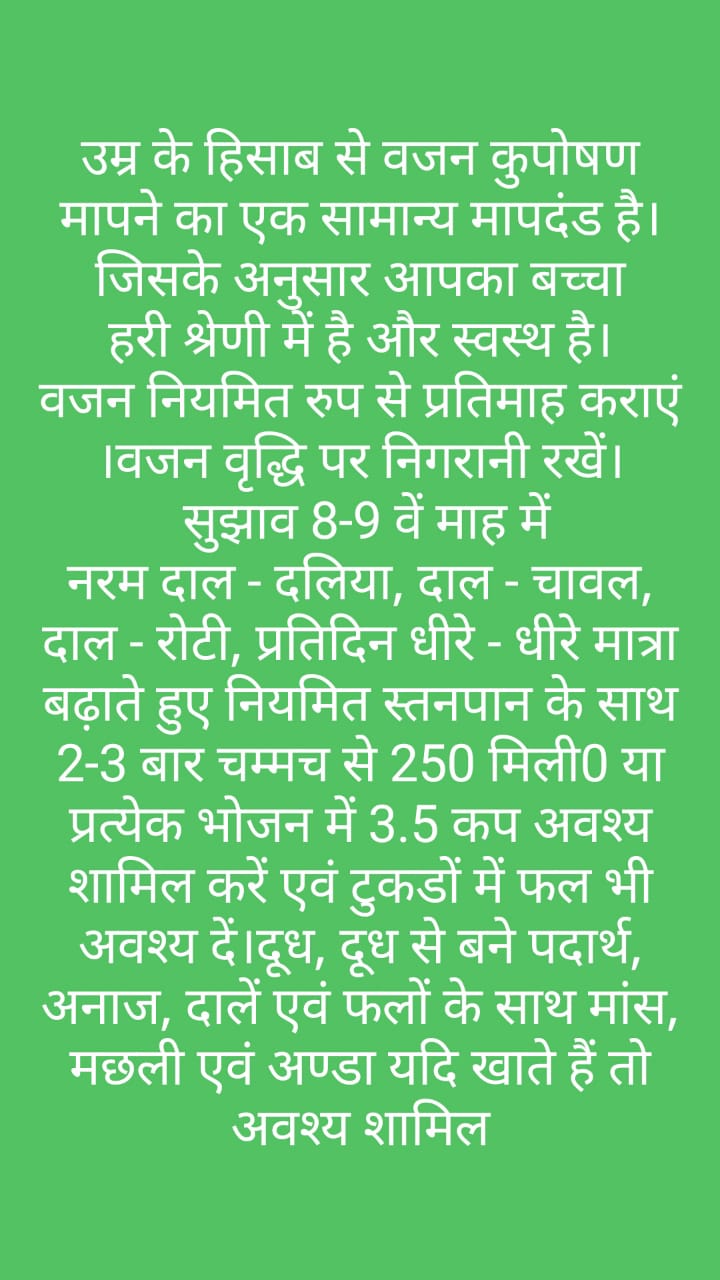 उम्र के हिसाब से वजन कुपोषण
मापने का एक सामान्य मापदंड है।
जिसके अनुसार आपका बच्चा
हरी श्रेणी में है और स्वस्थ है।
वजन नियमित रुप से प्रतिमाह कराएं
।वजन वृद्धि पर निगरानी रखें।
सुझाव 8-9 वें माह में
नरम दाल - दलिया, दाल - चावल,
दाल - रोटी, प्रतिदिन धीरे - धीरे मात्रा
बढ़ाते हुए नियमित स्तनपान के साथ
2-3 बार चम्मच से 250 मिली0 या
प्रत्येक भोजन में 3.5 कप अवश्य
शामिल करें एवं टुकडों में फल भी
अवश्य दें।दूध, दूध से बने पदार्थ,
अनाज, दालें एवं फलों के साथ मांस,
मछली एवं अण्डा यदि खाते हैं तो
अवश्य शामिल